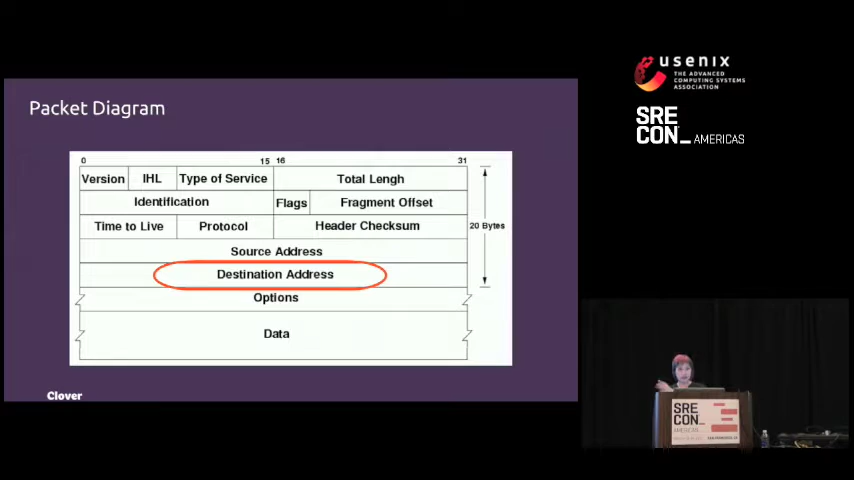 Packet Diagram
0 15 16 31
Version IHL Type of Service Total Lengh
Identification Flags Fragment Offset
Time to Live Protocol Header Checksum
20 Bytes
Source Address
Destination Address
Options
Data
Clover
usenix
THE ADVANCED
COMPUTING SYSTEMS
ASSOCIATION
SRE
CON_ AMERICAS
SRE
CON_